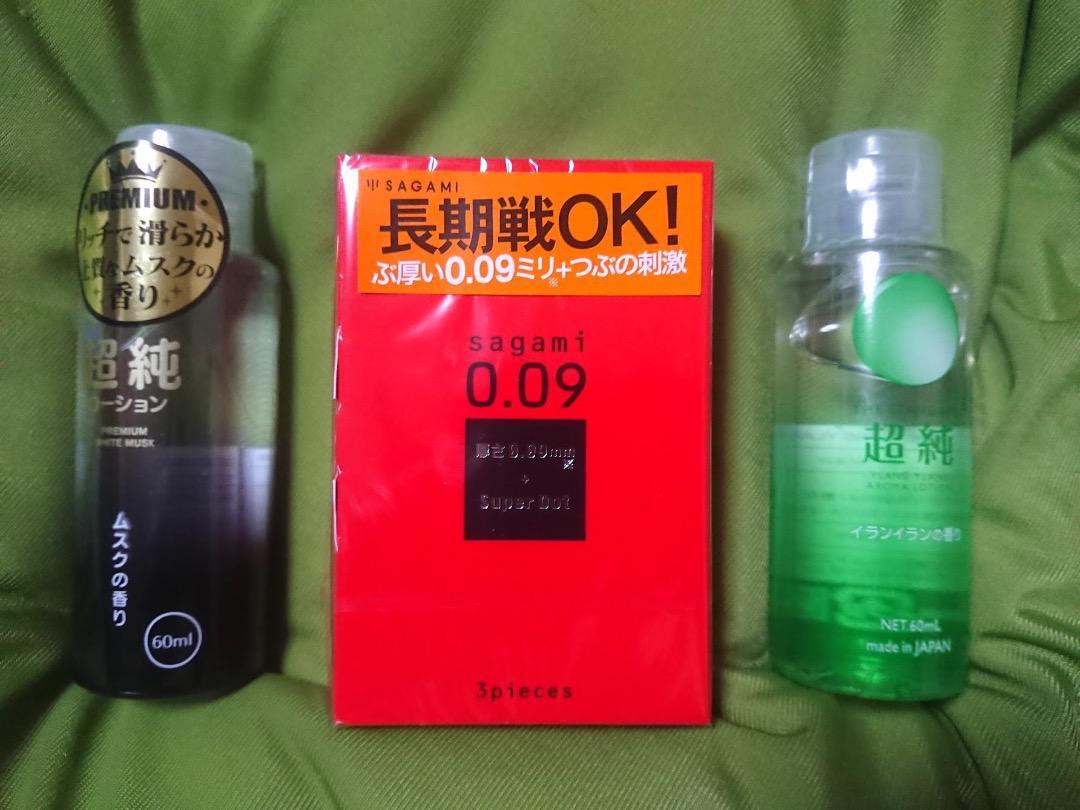 PREMIUM
リッチで滑らか
上質なムスクの
香り
超純
ローション
PREMIUM
WHITE MUSK
ムスクの香り
60ml
SAGAMI
長期戦OK!
ぶ厚い0.09ミリ+つぶの刺激
※
sagami
0.09
厚さ0.09mm
※
+
Super Dot
3pieces
超純
YLANG YLANG
AROMA LOTION
イランイランの香り
NET.60mL
made in JAPAN